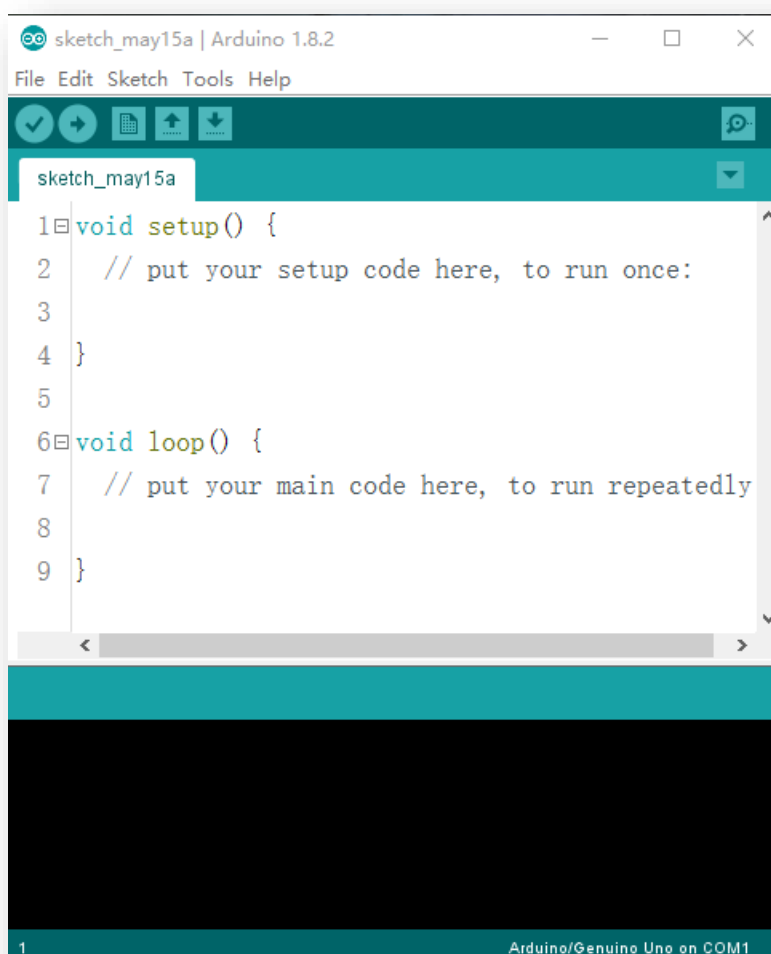 sketch_may15a | Arduino 1.8.2
File Edit Sketch Tools Help
sketch_may15a
1 void setup() {
2 // put your setup code here, to run once:
3
4 }
5
6 void loop() {
7 // put your main code here, to run repeatedly
8
9 }
1 Arduino/Genuino Uno on COM1